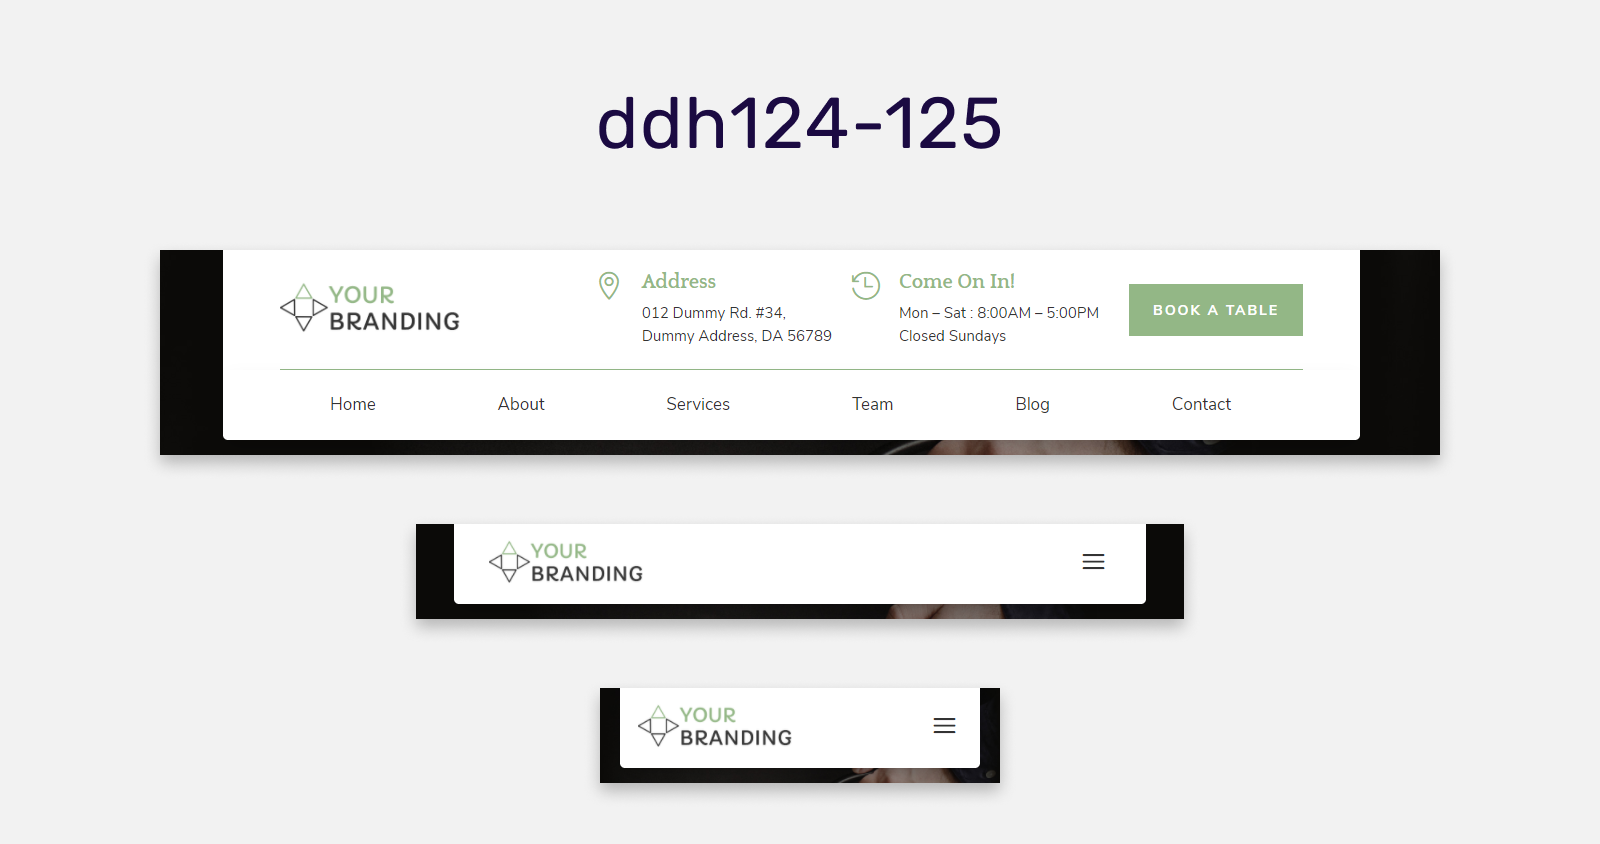 ddh124-125
YOUR
BRANDING
Address
012 Dummy Rd. #34,
Dummy Address, DA 56789
Come On In!
Mon – Sat : 8:00AM – 5:00PM
Closed Sundays
BOOK A TABLE
Home About Services Team Blog Contact
YOUR
BRANDING
YOUR
BRANDING